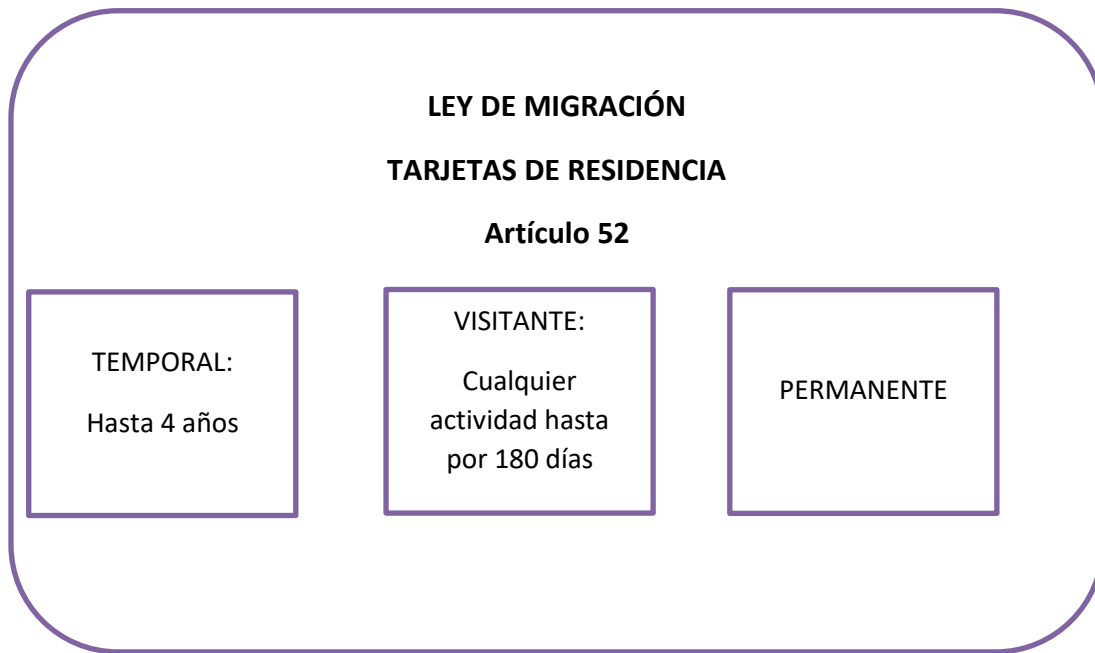 LEY DE MIGRACIÓN
TARJETAS DE RESIDENCIA
Artículo 52
TEMPORAL:
Hasta 4 años
VISITANTE:
Cualquier
actividad hasta
por 180 días
PERMANENTE